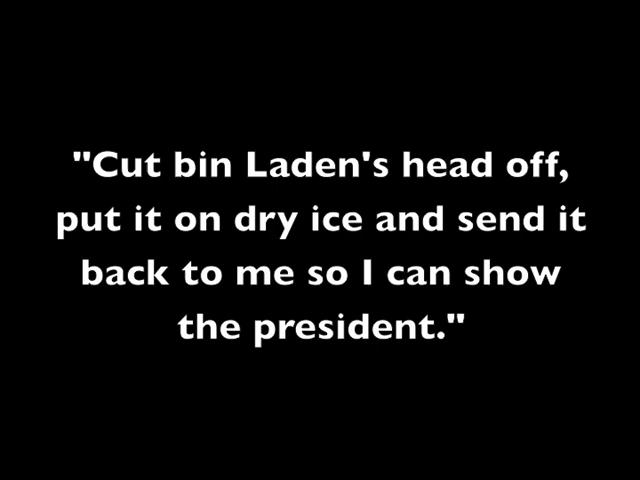 "Cut bin Laden's head off,
put it on dry ice and send it
back to me so I can show
the president."